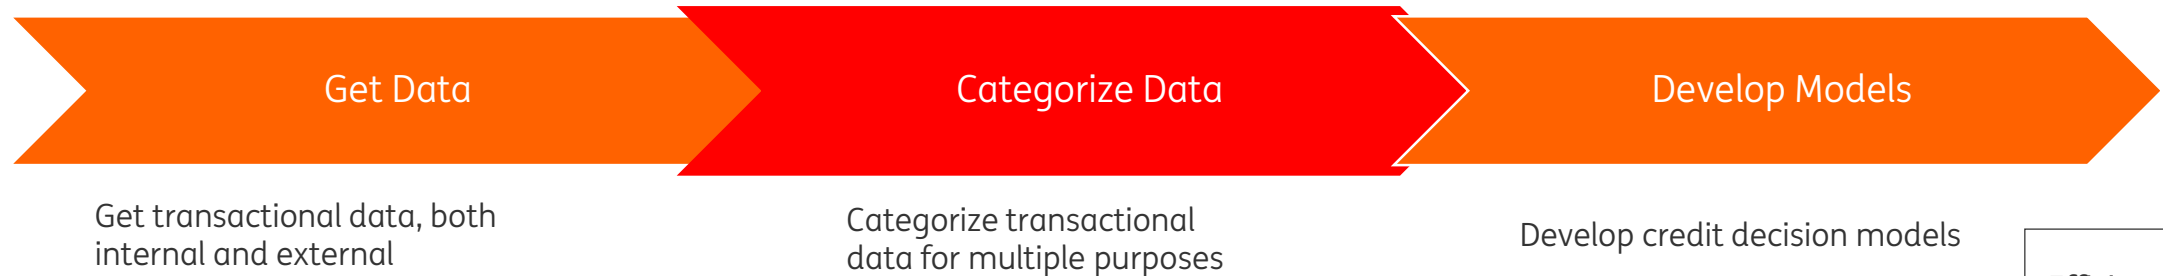 Get Data
Categorize Data
Develop Models
Get transactional data, both
internal and external
Categorize transactional
data for multiple purposes
Develop credit decision models